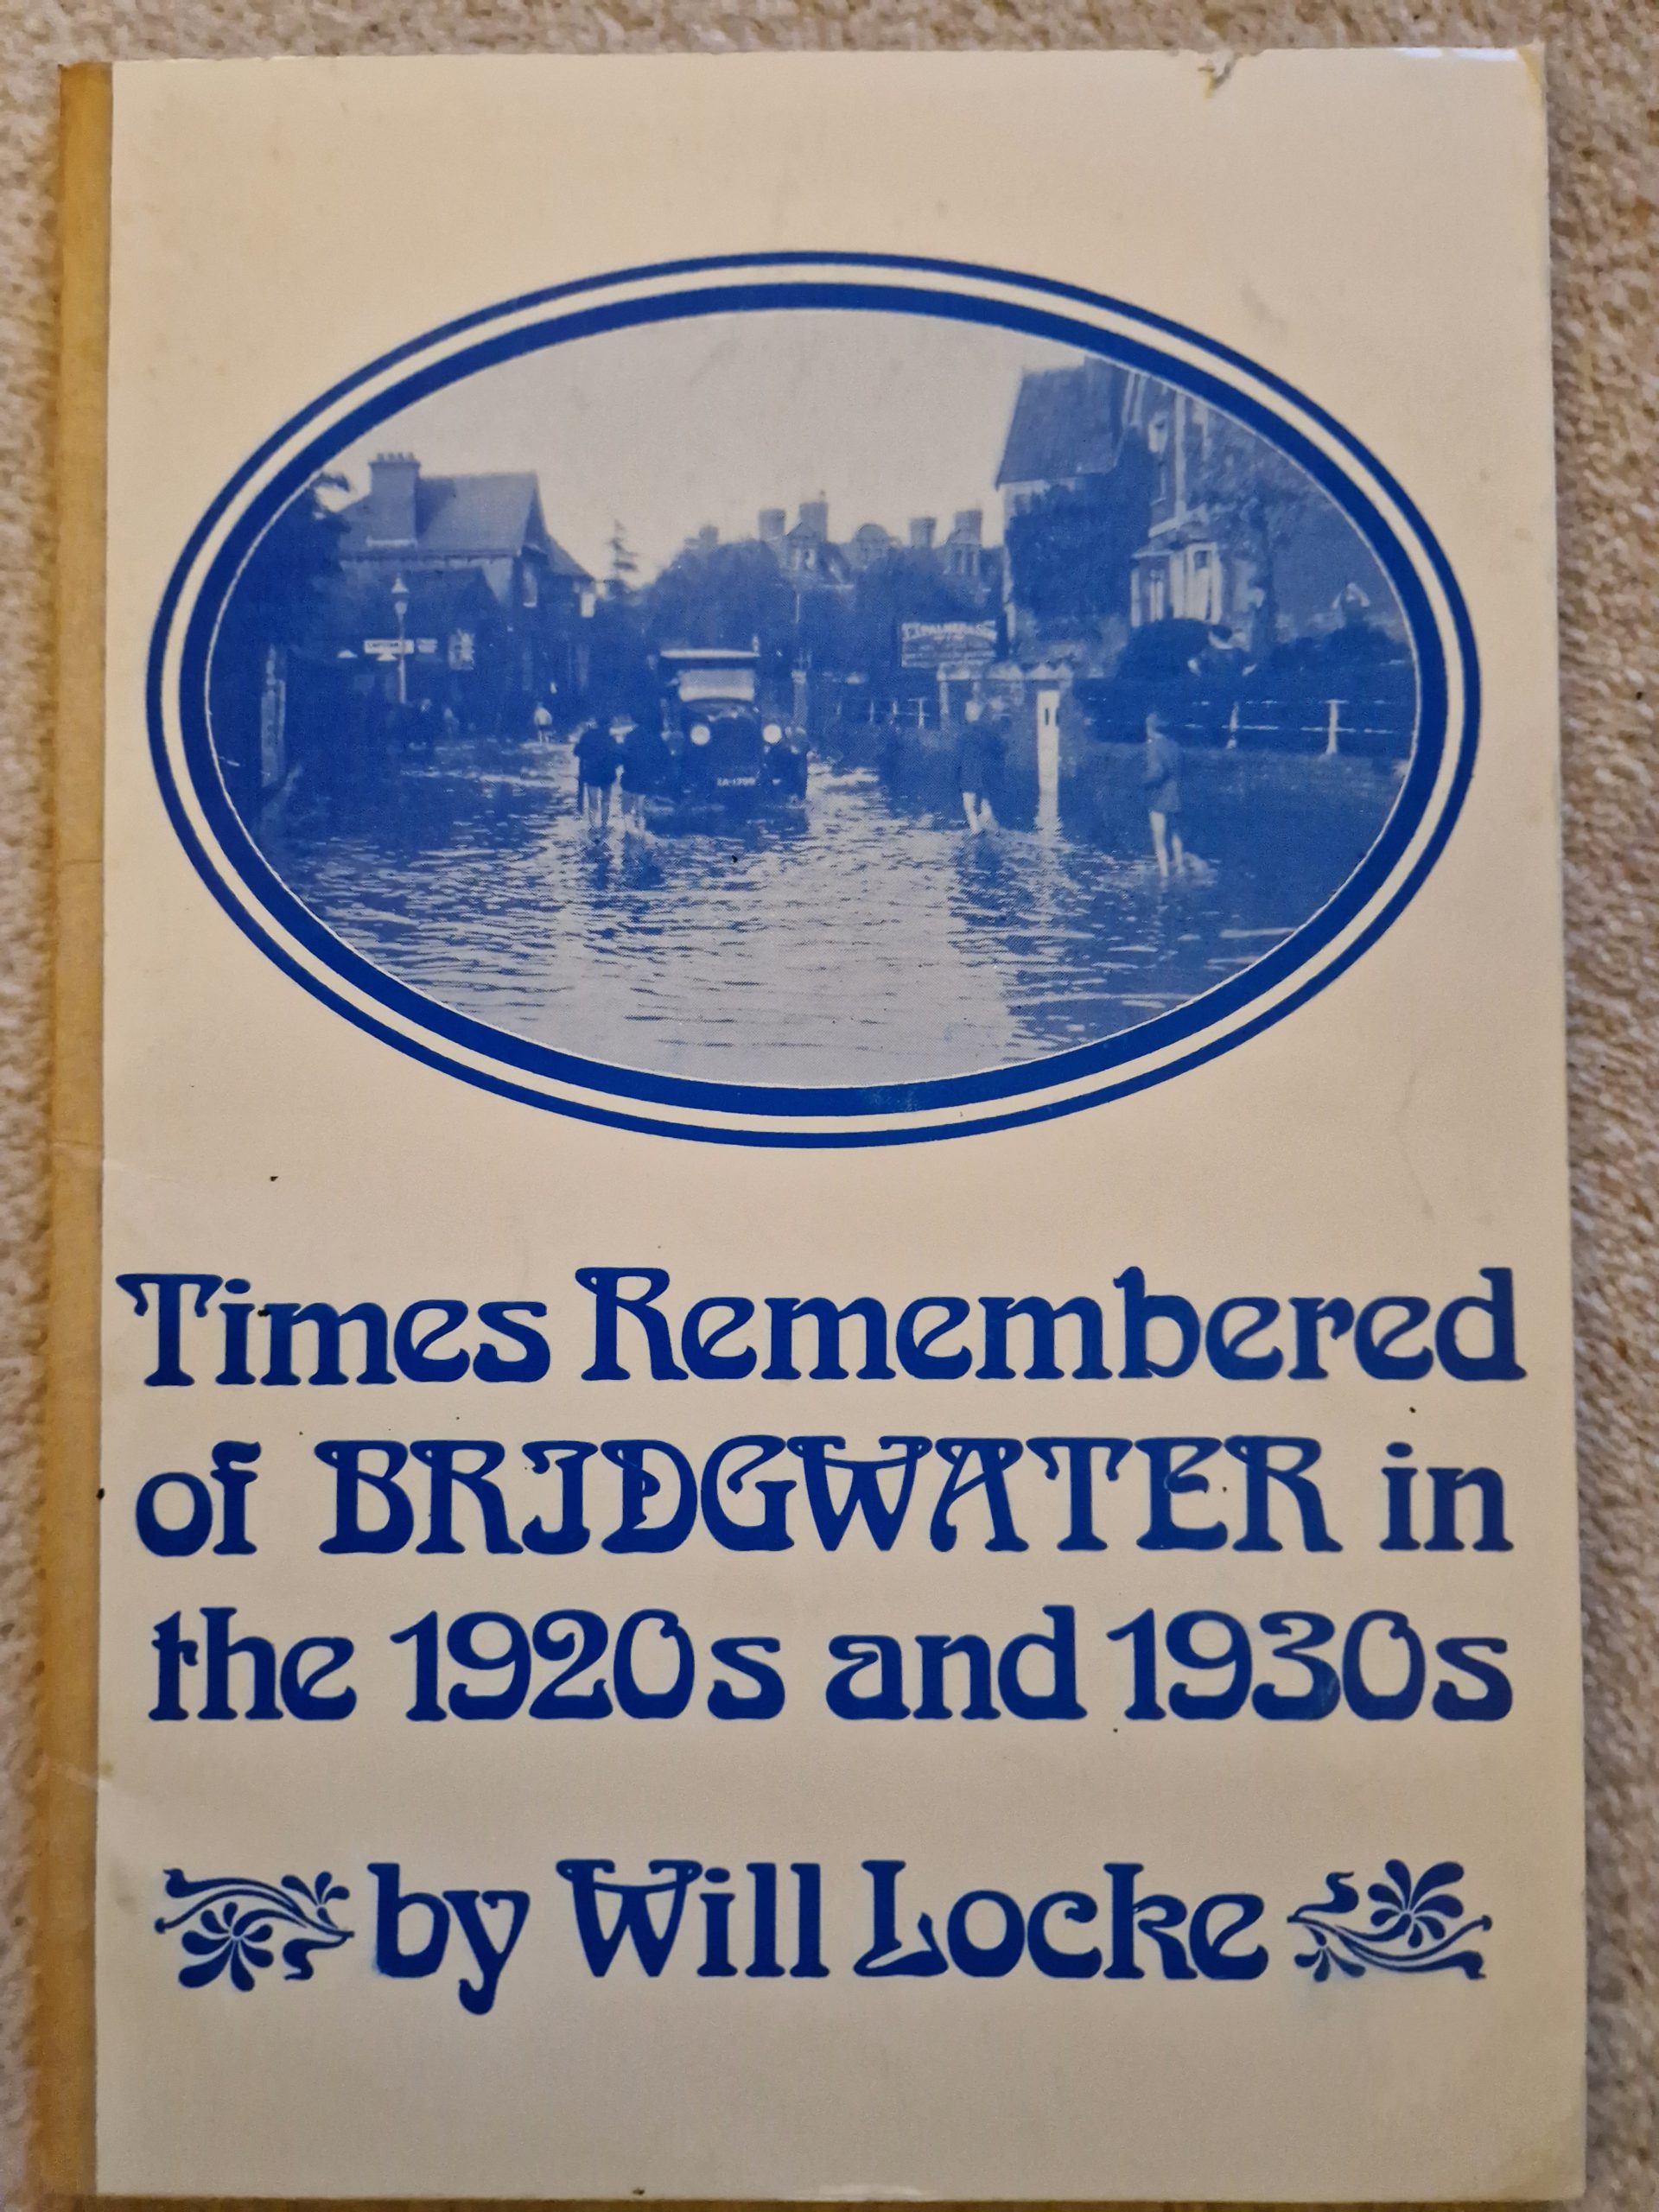 Times Remembered
of BRIDGWATER in
the 1920s and 1930s
by Will Locke